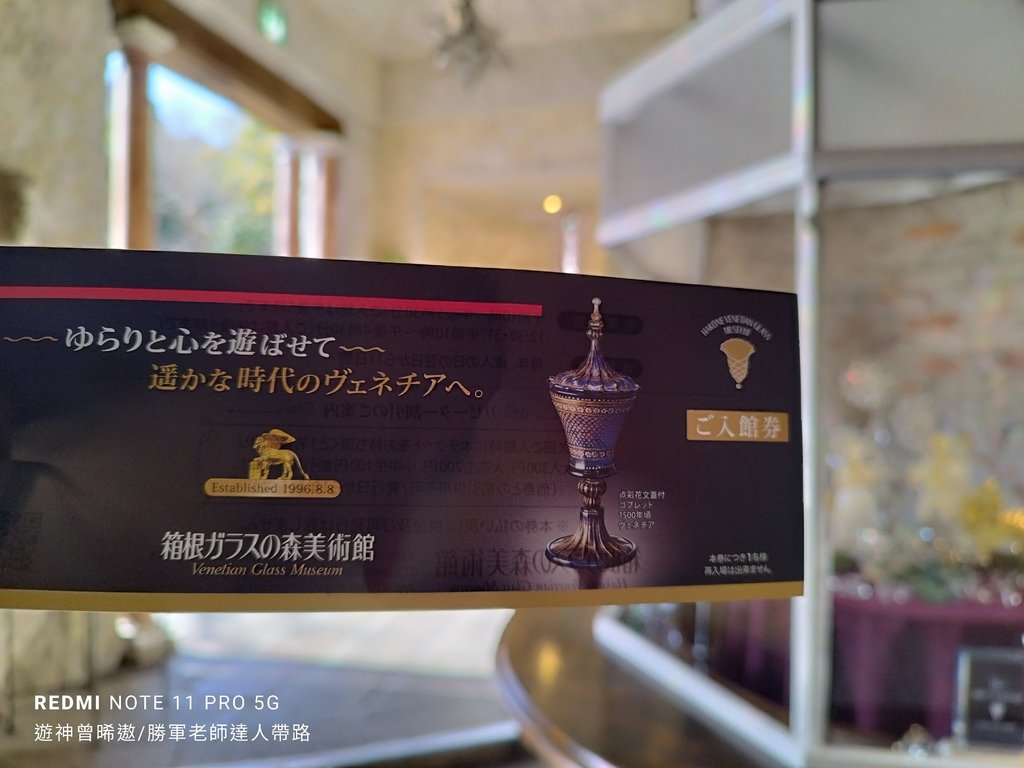 ゆらりと心を遊ばせて
遥かな時代のヴェネチアへ。
Established 1996.8.8
箱根ガラスの森美術館
Venetian Glass Museum
HAKONE VENETIAN GLASS
MUSEUM
ご入館券
点彩花文蓋付
ゴブレット
1500年頃
ヴェネチア
本券につき1名様
再入場は出来ません。
REDMI NOTE 11 PRO 5G
遊神曾晞遨/勝軍老師達人帶路